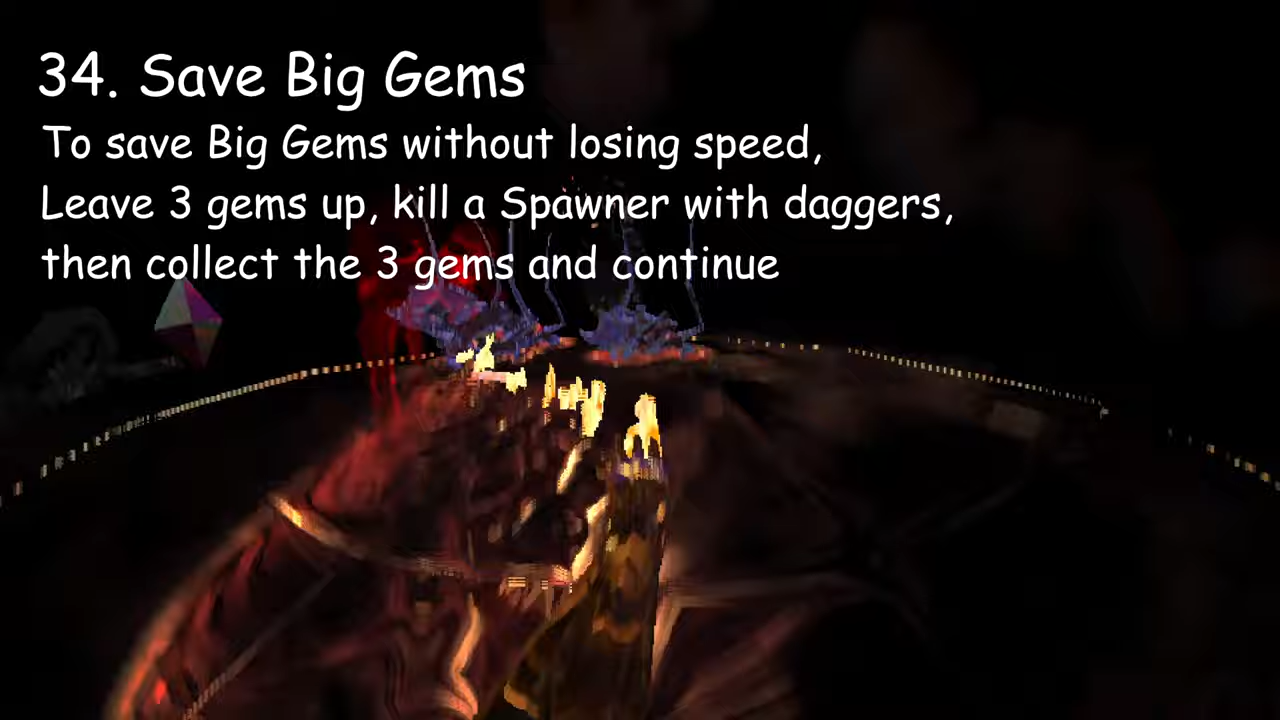 34. Save Big Gems
To save Big Gems without losing speed,
Leave 3 gems up, kill a Spawner with daggers,
then collect the 3 gems and continue